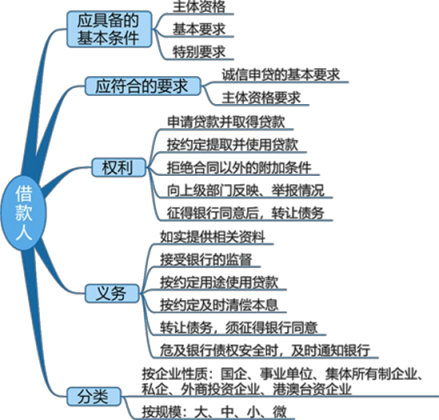 借款人
应具备的
基本条件
主体资格
基本要求
特别要求
应符合的要求
诚信申贷的基本要求
主体资格要求
权利
申请贷款并取得贷款
按约定提取并使用贷款
拒绝合同以外的附加条件
向上级部门反映、举报情况
征得银行同意后，转让债务
义务
如实提供相关资料
接受银行的监督
按约定用途使用贷款
按约定及时清偿本息
转让债务，须征得银行同意
危及银行债权安全时，及时通知银行
分类
按企业性质：国企、事业单位、集体所有制企业、
私企、外商投资企业、港澳台资企业
按规模：大、中、小、微